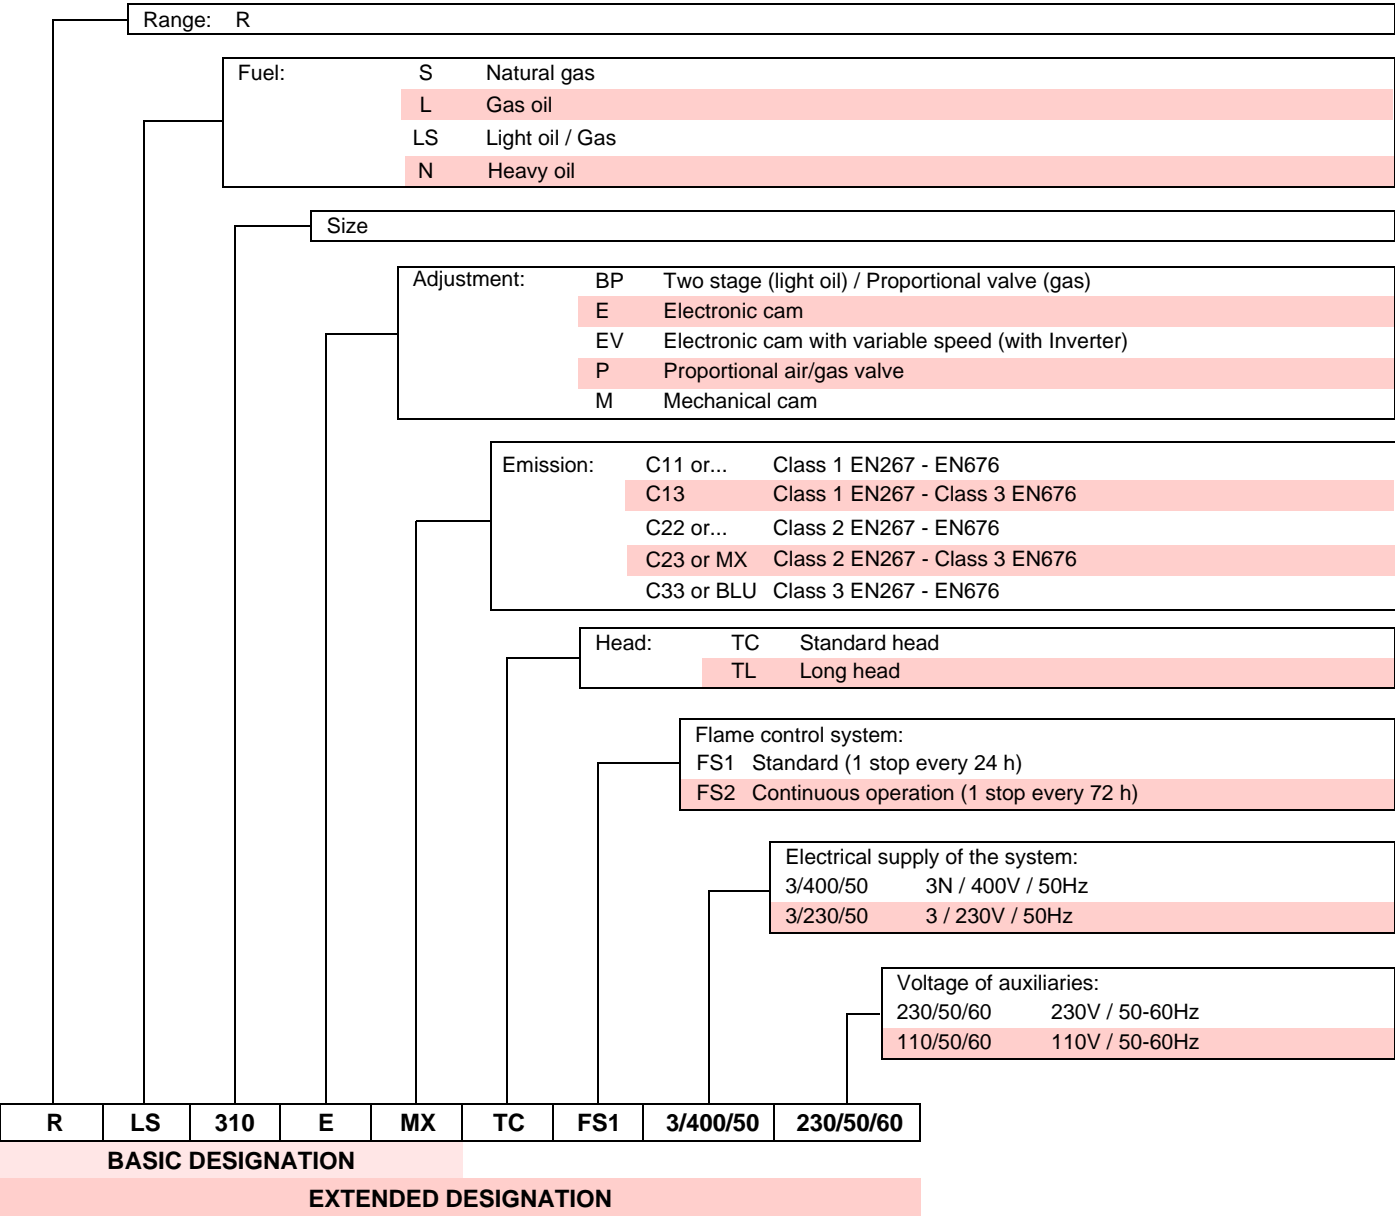 Range: R
Fuel: S Natural gas
L Gas oil
LS Light oil / Gas
N Heavy oil
Size
Adjustment: BP Two stage (light oil) / Proportional valve (gas)
E Electronic cam
EV Electronic cam with variable speed (with Inverter)
P Proportional air/gas valve
M Mechanical cam
Emission: C11 or... Class 1 EN267 - EN676
C13 Class 1 EN267 - Class 3 EN676
C22 or... Class 2 EN267 - EN676
C23 or MX Class 2 EN267 - Class 3 EN676
C33 or BLU Class 3 EN267 - EN676
Head: TC Standard head
TL Long head
Flame control system:
FS1 Standard (1 stop every 24 h)
FS2 Continuous operation (1 stop every 72 h)
Electrical supply of the system:
3/400/50 3N / 400V / 50Hz
3/230/50 3 / 230V / 50Hz
Voltage of auxiliaries:
230/50/60 230V / 50-60Hz
110/50/60 110V / 50-60Hz
R LS 310 E MX TC FS1 3/400/50 230/50/60
BASIC DESIGNATION
EXTENDED DESIGNATION